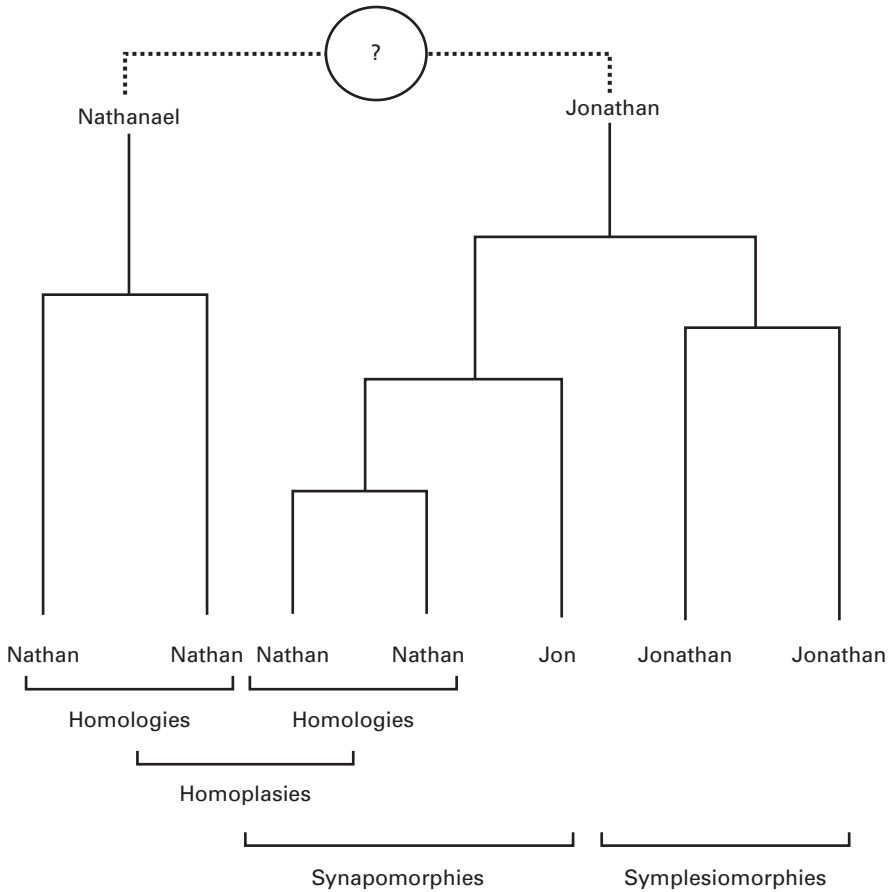 ?
Nathanael Jonathan
Nathan Nathan Nathan Nathan Jon Jonathan Jonathan
Homologies Homologies
Homoplasies
Synapomorphies Symplesiomorphies